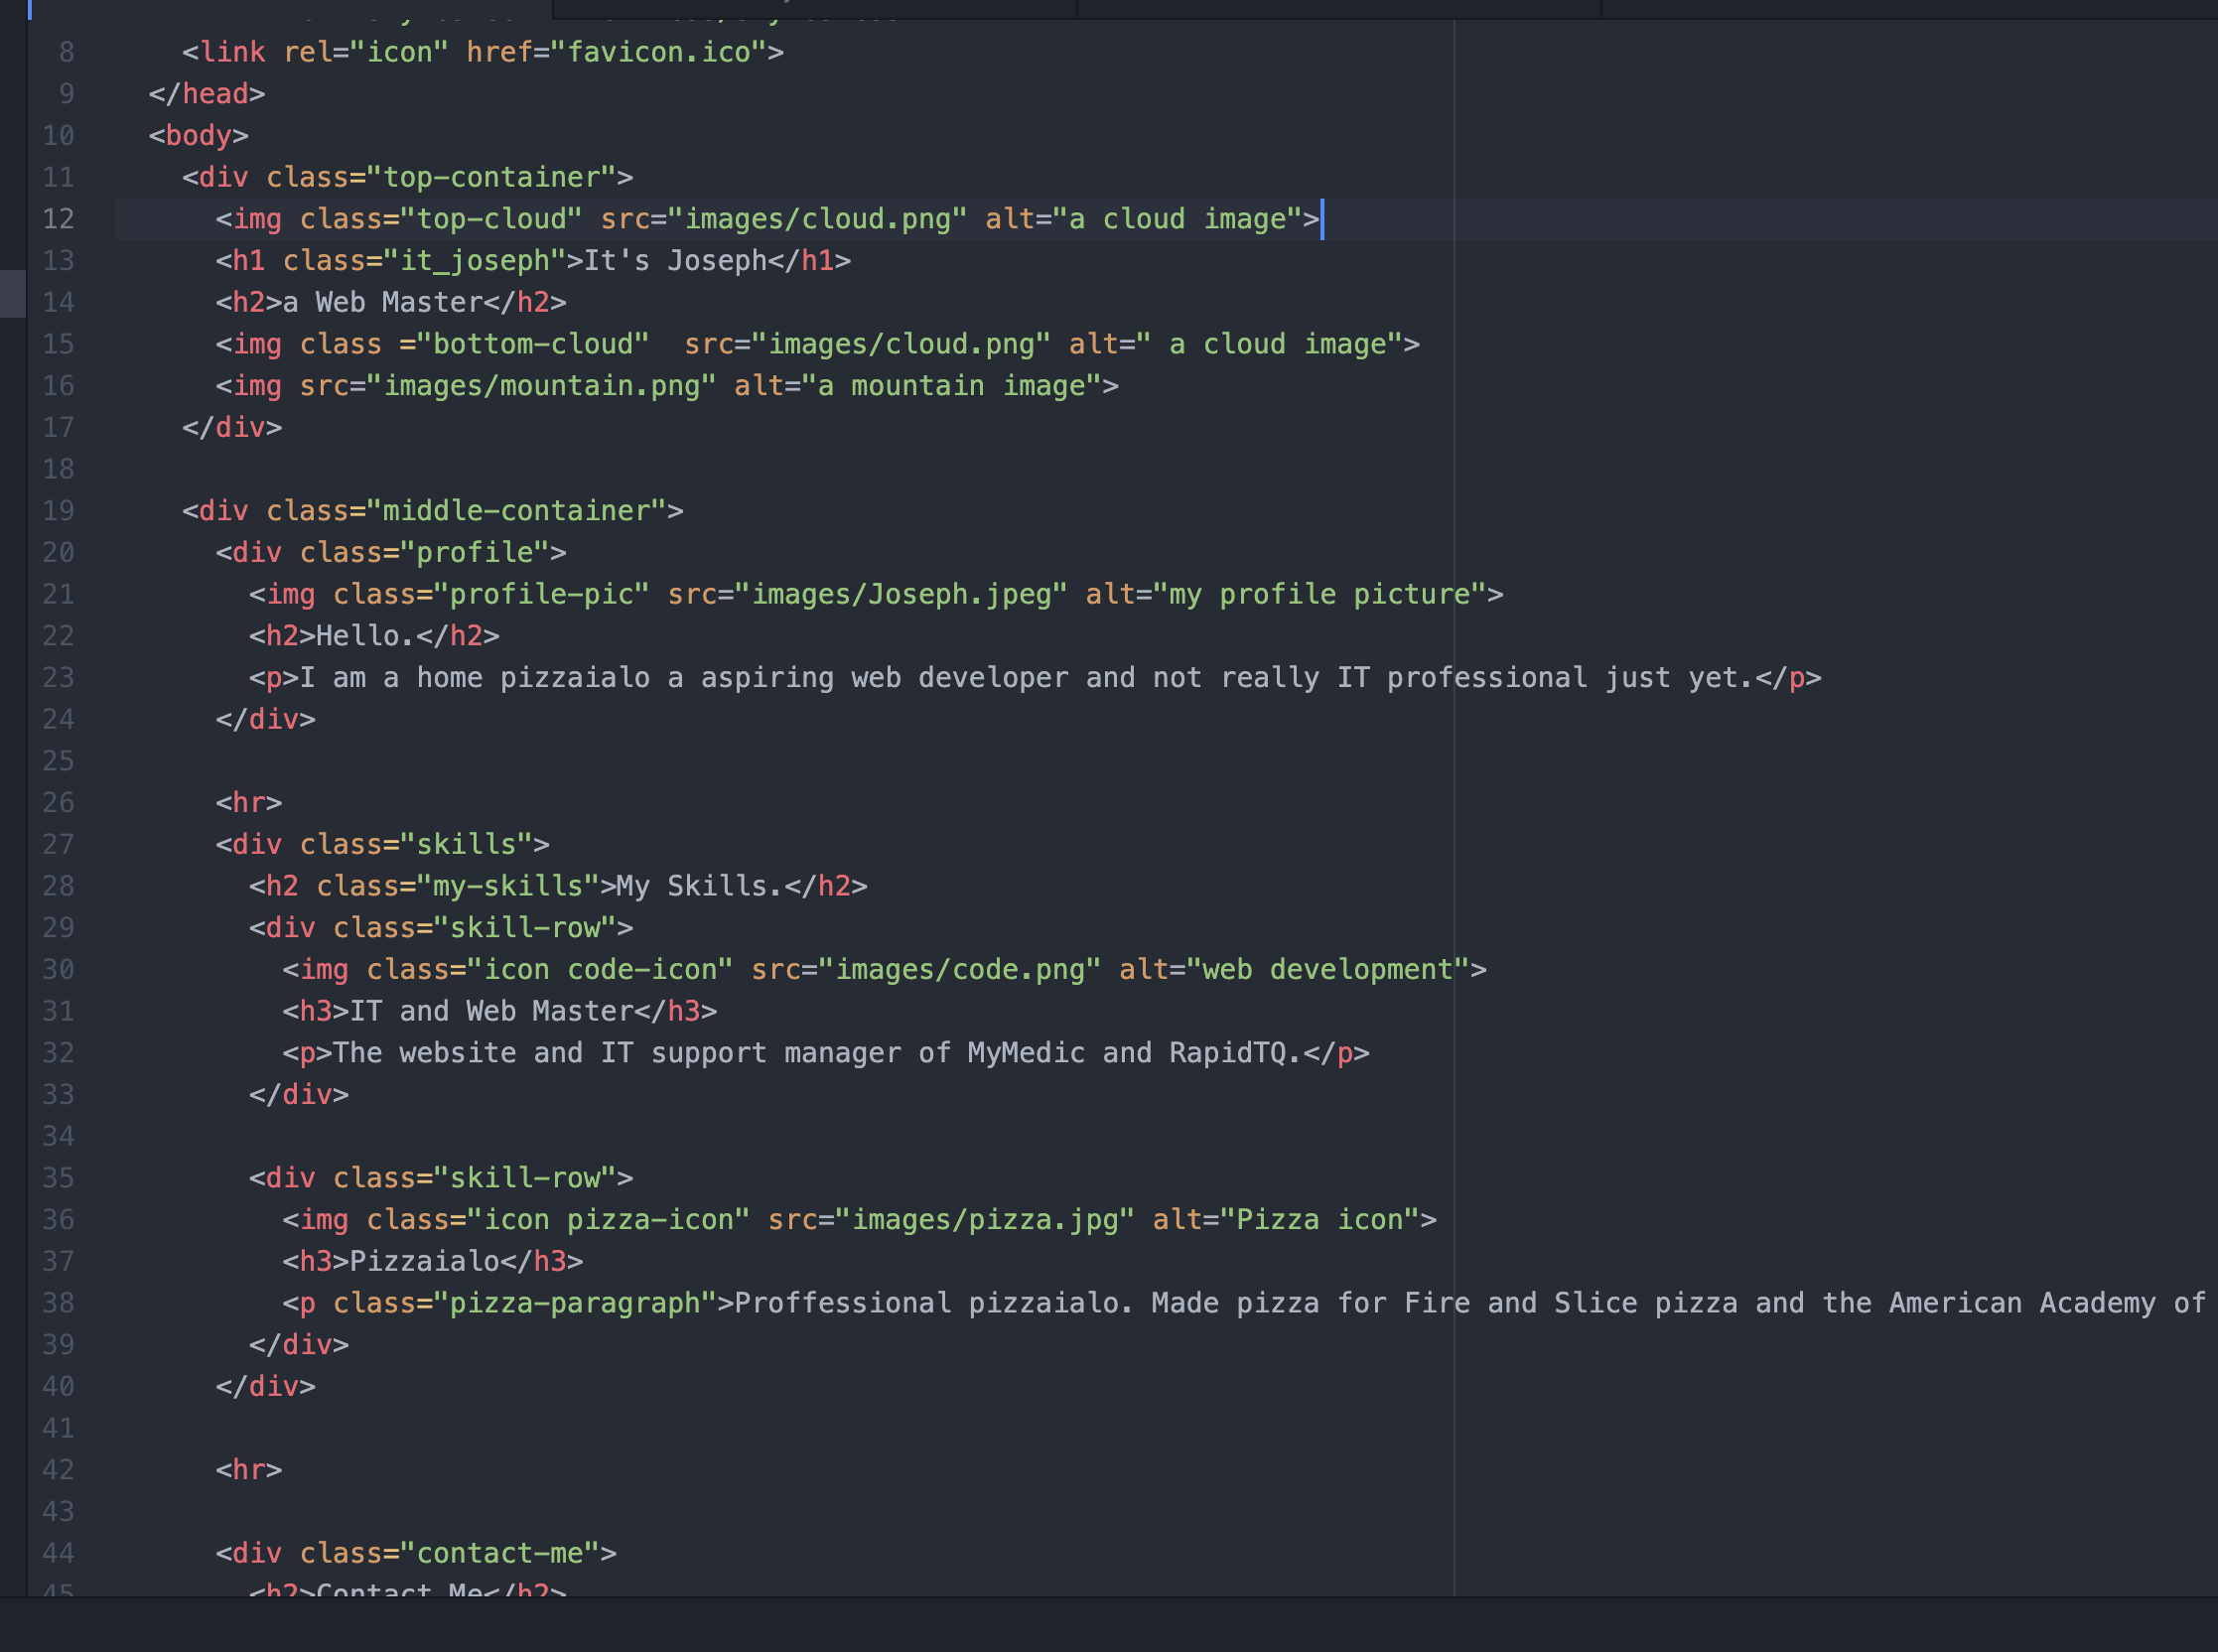 8 <link rel="icon" href="favicon.ico">
9 </head>
10 <body>
11 <div class="top-container">
12 <img class="top-cloud" src="images/cloud.png" alt="a cloud image">
13 <h1 class="it_joseph">It's Joseph</h1>
14 <h2>a Web Master</h2>
15 <img class ="bottom-cloud"  src="images/cloud.png" alt=" a cloud image">
16 <img src="images/mountain.png" alt="a mountain image">
17 </div>
18
19 <div class="middle-container">
20 <div class="profile">
21 <img class="profile-pic" src="images/Joseph.jpeg" alt="my profile picture">
22 <h2>Hello.</h2>
23 <p>I am a home pizzaialo a aspiring web developer and not really IT professional just yet.</p>
24 </div>
25
26 <hr>
27 <div class="skills">
28 <h2 class="my-skills">My Skills.</h2>
29 <div class="skill-row">
30 <img class="icon code-icon" src="images/code.png" alt="web development">
31 <h3>IT and Web Master</h3>
32 <p>The website and IT support manager of MyMedic and RapidTQ.</p>
33 </div>
34
35 <div class="skill-row">
36 <img class="icon pizza-icon" src="images/pizza.jpg" alt="Pizza icon">
37 <h3>Pizzaialo</h3>
38 <p class="pizza-paragraph">Proffessional pizzaialo. Made pizza for Fire and Slice pizza and the American Academy of
39 </div>
40 </div>
41
42 <hr>
43
44 <div class="contact-me">
45 <h2>Contact Me</h2>